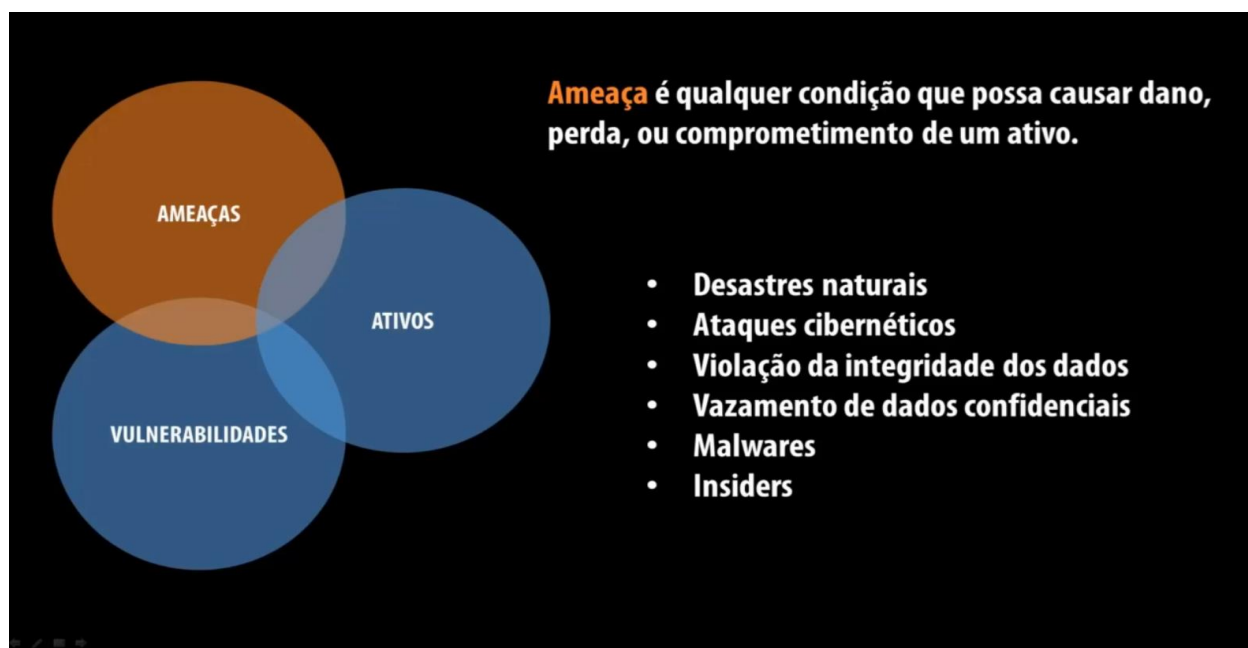 Ameaça é qualquer condição que possa causar dano,
perda, ou comprometimento de um ativo.
AMEAÇAS
ATIVOS
VULNERABILIDADES
• Desastres naturais
• Ataques cibernéticos
• Violação da integridade dos dados
• Vazamento de dados confidenciais
• Malwares
• Insiders